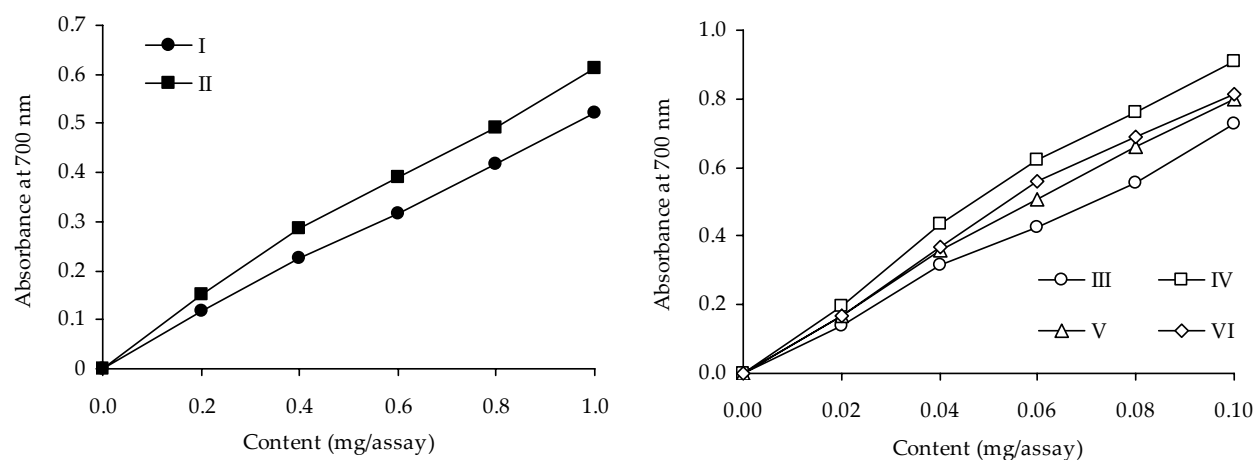 0.7
0.6
0.5
0.4
0.3
0.2
0.1
0
Absorbance at 700 nm
I
II
0.0 0.2 0.4 0.6 0.8 1.0
Content (mg/assay)
1.0
0.8
0.6
0.4
0.2
0.0
Absorbance at 700 nm
III IV
V VI
0.00 0.02 0.04 0.06 0.08 0.10
Content (mg/assay)